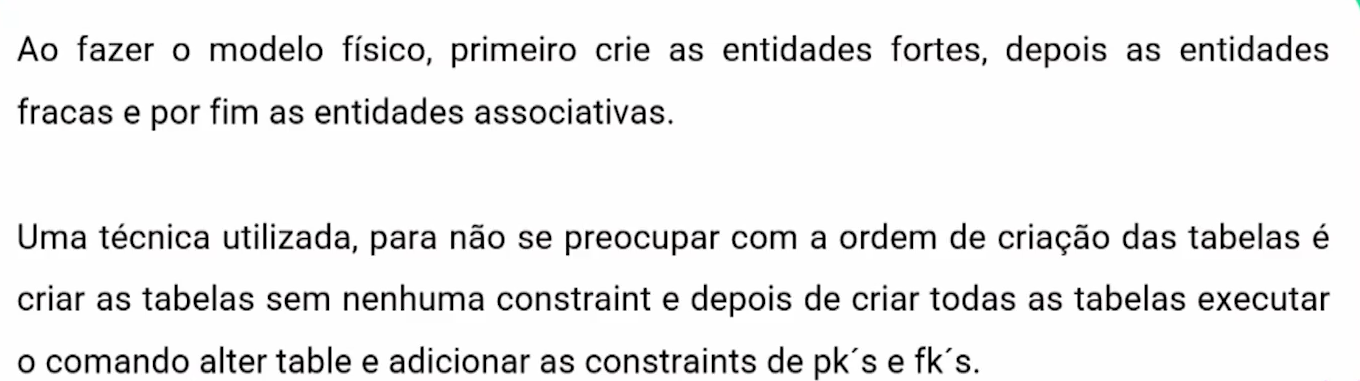 Ao fazer o modelo físico, primeiro crie as entidades fortes, depois as entidades
fracas e por fim as entidades associativas.
Uma técnica utilizada, para não se preocupar com a ordem de criação das tabelas é
criar as tabelas sem nenhuma constraint e depois de criar todas as tabelas executar
o comando alter table e adicionar as constraints de pk´s e fk´s.